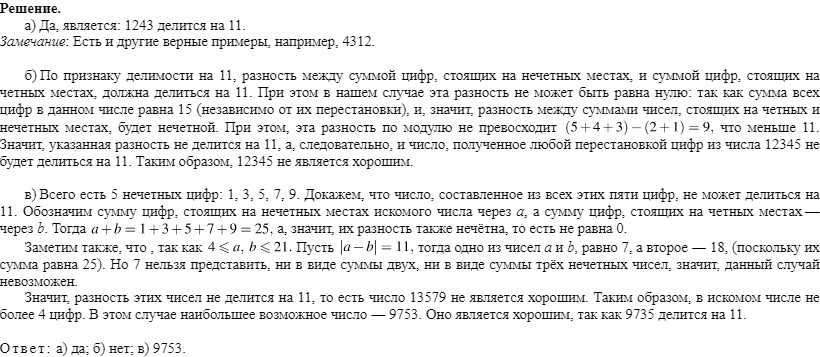 Решение.
а) Да, является: 1243 делится на 11.
Замечание: Есть и другие верные примеры, например, 4312.
б) По признаку делимости на 11, разность между суммой цифр, стоящих на нечетных местах, и суммой цифр, стоящих на
четных местах, должна делиться на 11. При этом в нашем случае эта разность не может быть равна нулю: так как сумма всех
цифр в данном числе равна 15 (независимо от их перестановки), и, значит, разность между суммами чисел, стоящих на четных и
нечетных местах, будет нечетной. При этом, эта разность по модулю не превосходит (5+4+3)−(2+1)=9, что меньше 11.
Значит, указанная разность не делится на 11, а, следовательно, и число, полученное любой перестановкой цифр из числа 12345 не
будет делиться на 11. Таким образом, 12345 не является хорошим.
в) Всего есть 5 нечетных цифр: 1, 3, 5, 7, 9. Докажем, что число, составленное из всех этих пяти цифр, не может делиться на
11. Обозначим сумму цифр, стоящих на нечетных местах искомого числа через a, а сумму цифр, стоящих на четных местах —
через b. Тогда a+b=1+3+5+7+9=25, а, значит, их разность также нечётна, то есть не равна 0.
Заметим также, что , так как 4⩽a, b⩽21. Пусть |a−b|=11, тогда одно из чисел a и b, равно 7, а второе — 18, (поскольку их
сумма равна 25). Но 7 нельзя представить, ни в виде суммы двух, ни в виде суммы трёх нечетных чисел, значит, данный случай
невозможен.
Значит, разность этих чисел не делится на 11, то есть число 13579 не является хорошим. Таким образом, в искомом числе не
более 4 цифр. В этом случае наибольшее возможное число — 9753. Оно является хорошим, так как 9735 делится на 11.
Ответ: а) да; б) нет; в) 9753.